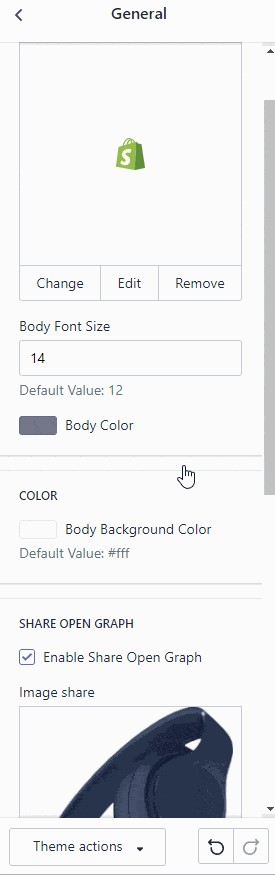 General
Change Edit Remove
Body Font Size
14
Default Value: 12
Body Color
COLOR
Body Background Color
Default Value: #fff
SHARE OPEN GRAPH
Enable Share Open Graph
Image share
Theme actions